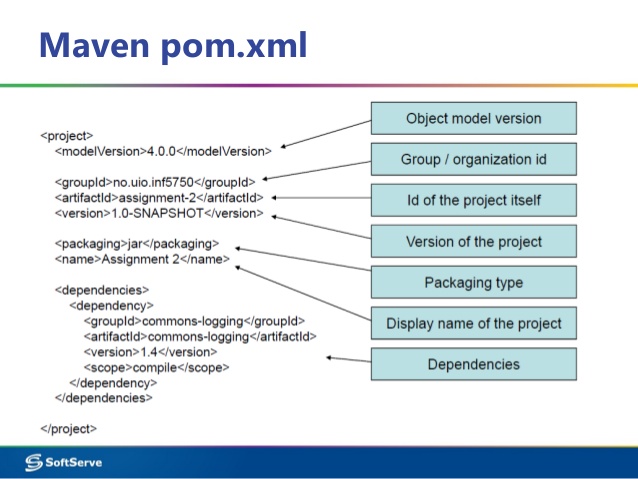 Maven pom.xml
<project>
<modelVersion>4.0.0</modelVersion>
<groupId>no.uio.inf5750</groupId>
<artifactId>assignment-2</artifactId>
<version>1.0-SNAPSHOT</version>
<packaging>jar</packaging>
<name>Assignment 2</name>
<dependencies>
<dependency>
<groupId>commons-logging</groupId>
<artifactId>commons-logging</artifactId>
<version>1.4</version>
<scope>compile</scope>
</dependency>
</dependencies>
</project>
Object model version
Group / organization id
Id of the project itself
Version of the project
Packaging type
Display name of the project
Dependencies
SoftServe